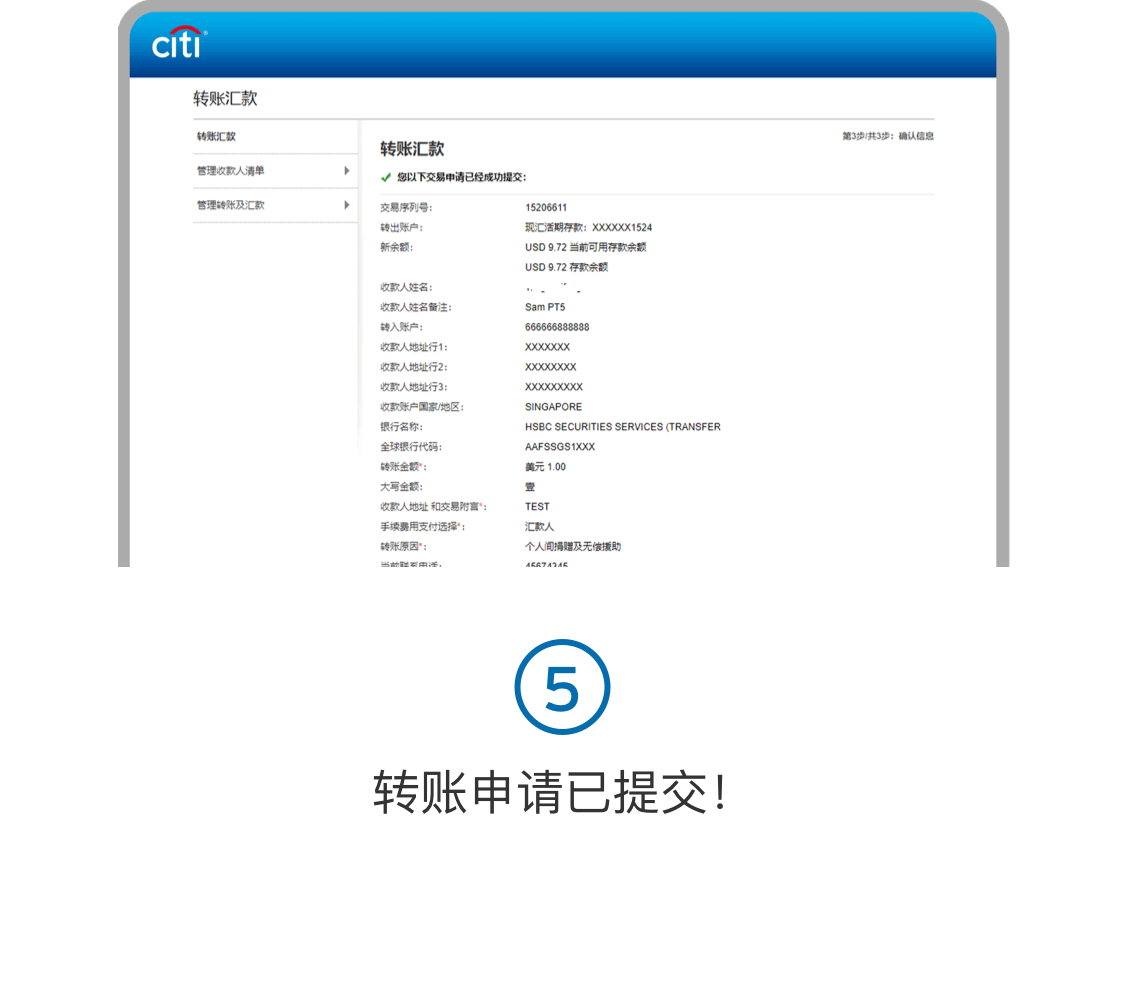 citi
转账汇款
转账汇款
管理收款人清单
管理转账及汇款
第3步/共3步：确认信息
转账汇款
您以下交易申请已经成功提交：
交易序列号： 15206611
转出账户： 现汇活期存款：XXXXXX1524
新余额： USD 9.72 当前可用存款余额
USD 9.72 存款余额
收款人姓名：
收款人姓名备注： Sam PT5
转入账户： 666666888888
收款人地址行1： XXXXXXX
收款人地址行2： XXXXXXXX
收款人地址行3： XXXXXXXXX
收款账户国家/地区： SINGAPORE
银行名称： HSBC SECURITIES SERVICES (TRANSFER
全球银行代码： AAFSSGS1XXX
转账金额*： 美元 1.00
大写金额： 壹
收款人地址 和交易附言*： TEST
手续费用支付选择*： 汇款人
转账原因*： 个人间捐赠及无偿援助
当前联系电话： 45674345
5
转账申请已提交！